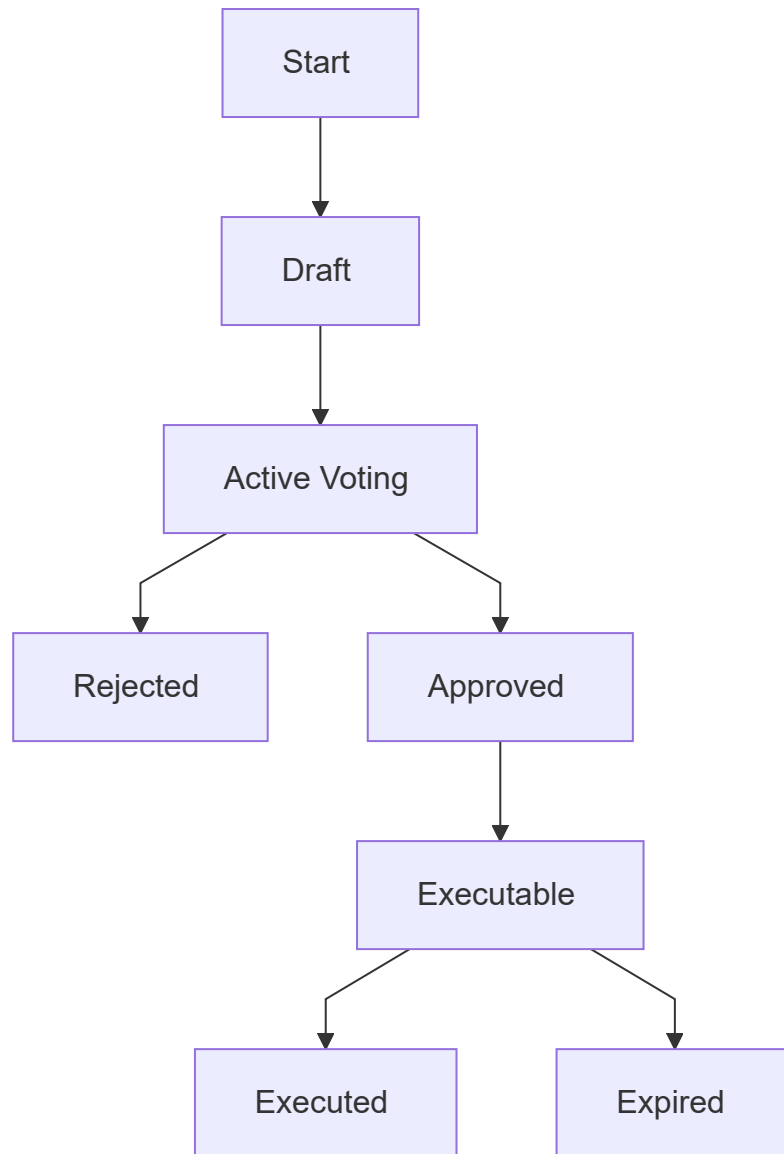 Start
Draft
Active Voting
Rejected
Approved
Executable
Executed
Expired